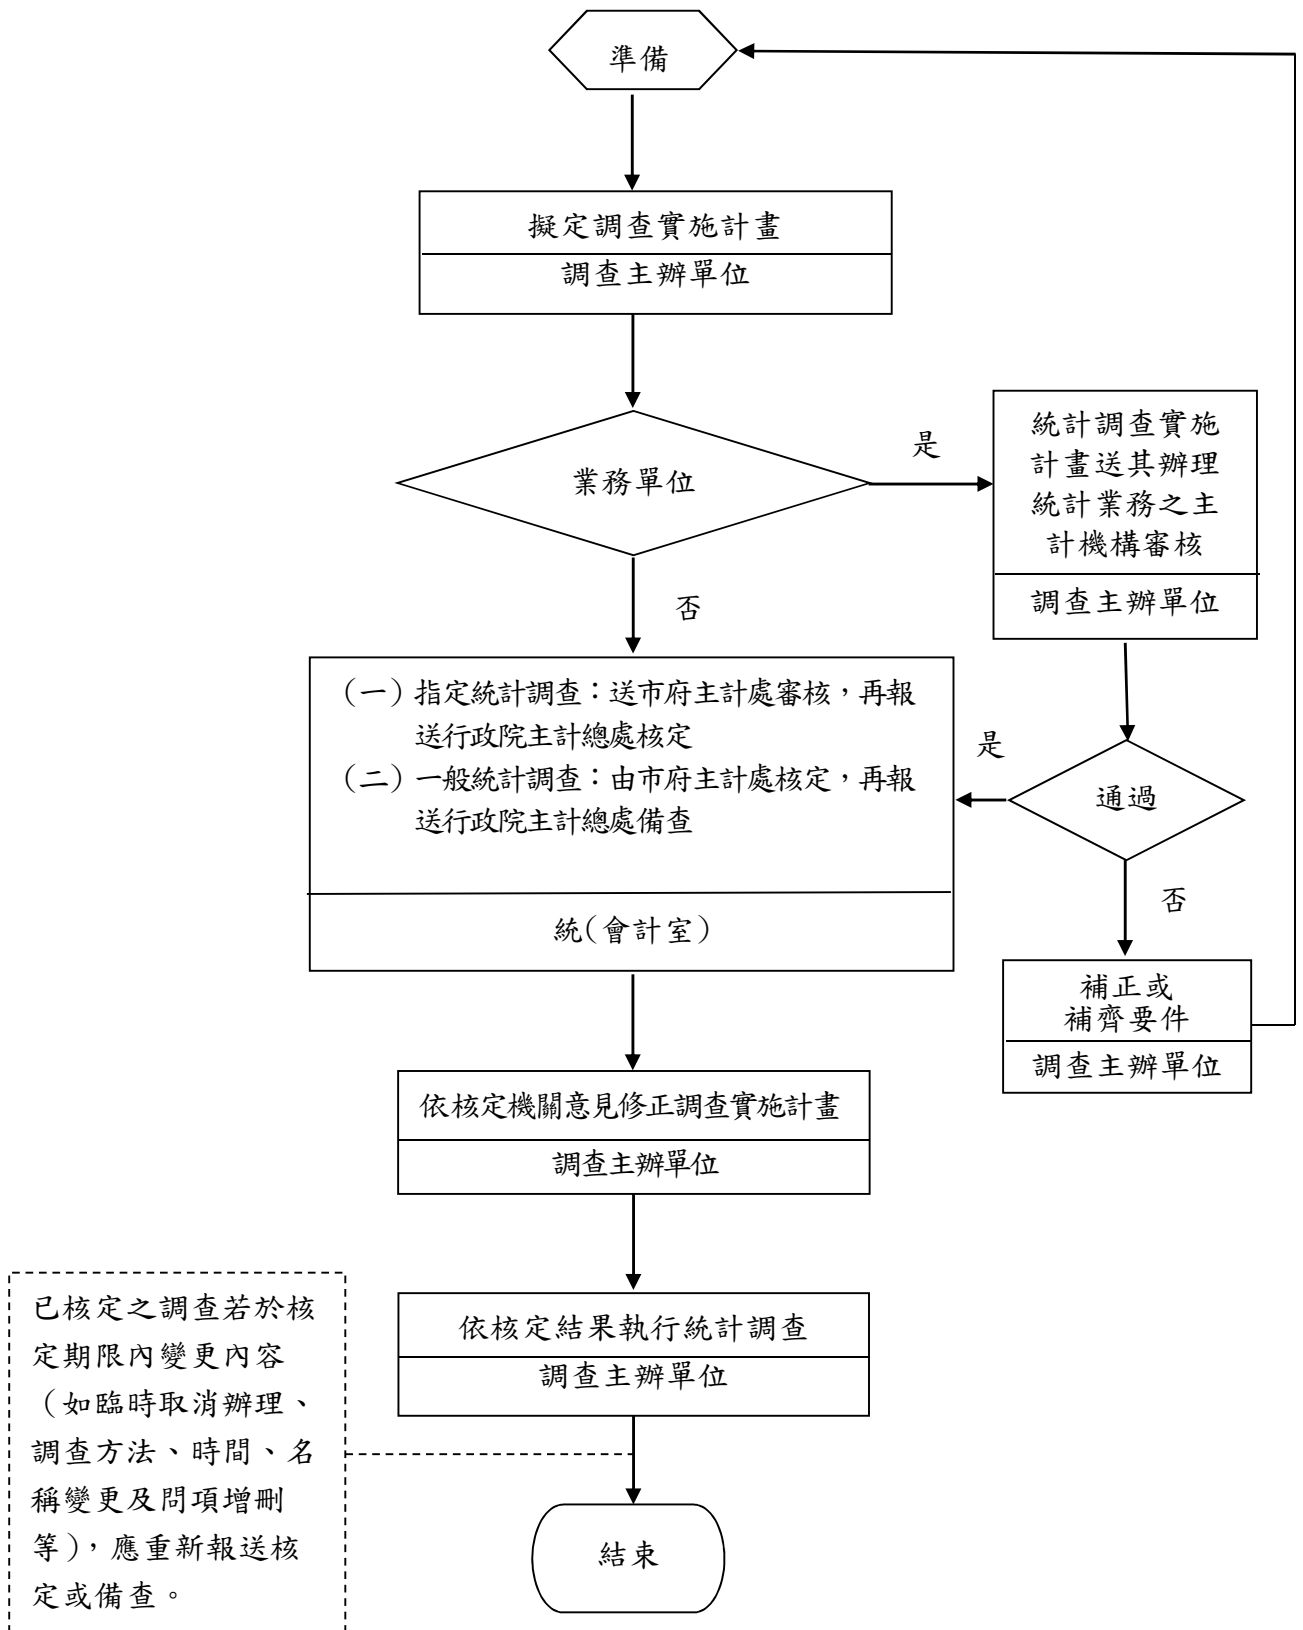 準備
擬定調查實施計畫
調查主辦單位
業務單位
是
統計調查實施
計畫送其辦理
統計業務之主
計機構審核
調查主辦單位
否
(一)指定統計調查：送市府主計處審核，再報
送行政院主計總處核定
(二)一般統計調查：由市府主計處核定，再報
送行政院主計總處備查
統(會計室)
是
通過
否
補正或
補齊要件
調查主辦單位
依核定機關意見修正調查實施計畫
調查主辦單位
依核定結果執行統計調查
調查主辦單位
已核定之調查若於核
定期限內變更內容
(如臨時取消辦理、
調查方法、時間、名
稱變更及問項增刪
等)，應重新報送核
定或備查。
結束